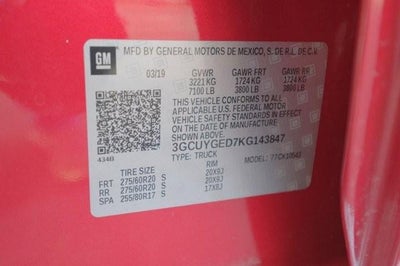 GM
MFD BY GENERAL MOTORS DE MEXICO, S. DE R.L. DE C.V.
03/19 GVWR GAWR FRT GAWR RR
3221 KG 1724 KG 1724 KG
7100 LB 3800 LB 3800 LB
THIS VEHICLE CONFORMS TO ALL
APPLICABLE U.S. FEDERAL MOTOR
VEHICLE SAFETY STANDARDS IN EFFECT
ON THE DATE OF MANUFACTURE SHOWN ABOVE.
3GCUYGED7KG143847
434B TYPE: TRUCK MODEL:
TIRE SIZE RIM
FRT 275/60R20 S 20X9J
RR 275/60R20 S 20X9J
SPA 255/80R17 S 17X8J